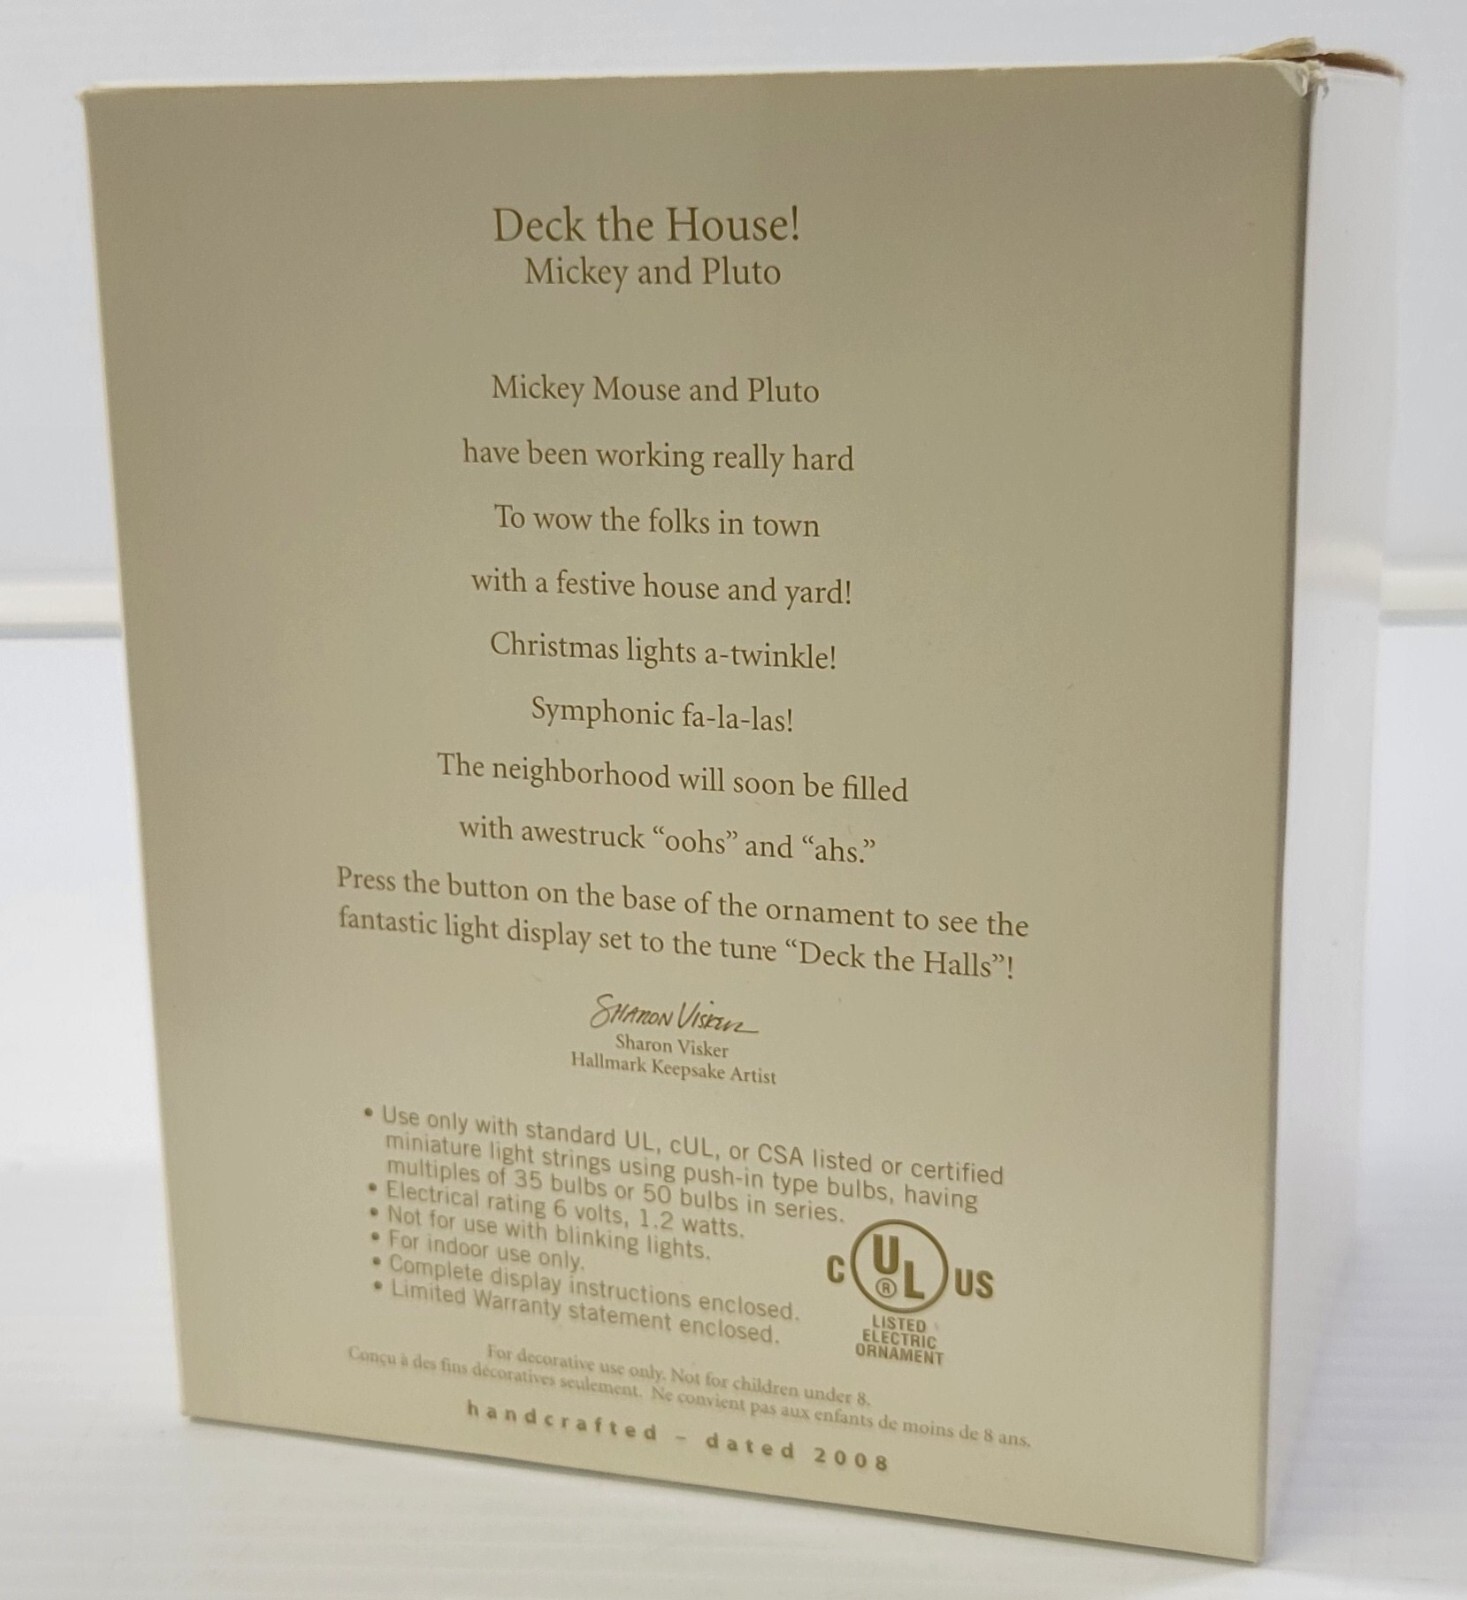 Deck the House!
Mickey and Pluto
Mickey Mouse and Pluto
have been working really hard
To wow the folks in town
with a festive house and yard!
Christmas lights a-twinkle!
Symphonic fa-la-las!
The neighborhood will soon be filled
with awestruck “oohs” and “ahs.”
Press the button on the base of the ornament to see the
fantastic light display set to the tune “Deck the Halls”!
Sharon Visker
Sharon Visker
Hallmark Keepsake Artist
• Use only with standard UL, cUL, or CSA listed or certified
miniature light strings using push-in type bulbs, having
multiples of 35 bulbs or 50 bulbs in series.
• Electrical rating 6 volts, 1.2 watts.
• Not for use with blinking lights.
• For indoor use only.
• Complete display instructions enclosed.
• Limited Warranty statement enclosed.
C UL® US
LISTED
ELECTRIC
ORNAMENT
For decorative use only. Not for children under 8.
Conçu à des fins décoratives seulement. Ne convient pas aux enfants de moins de 8 ans.
handcrafted – dated 2008